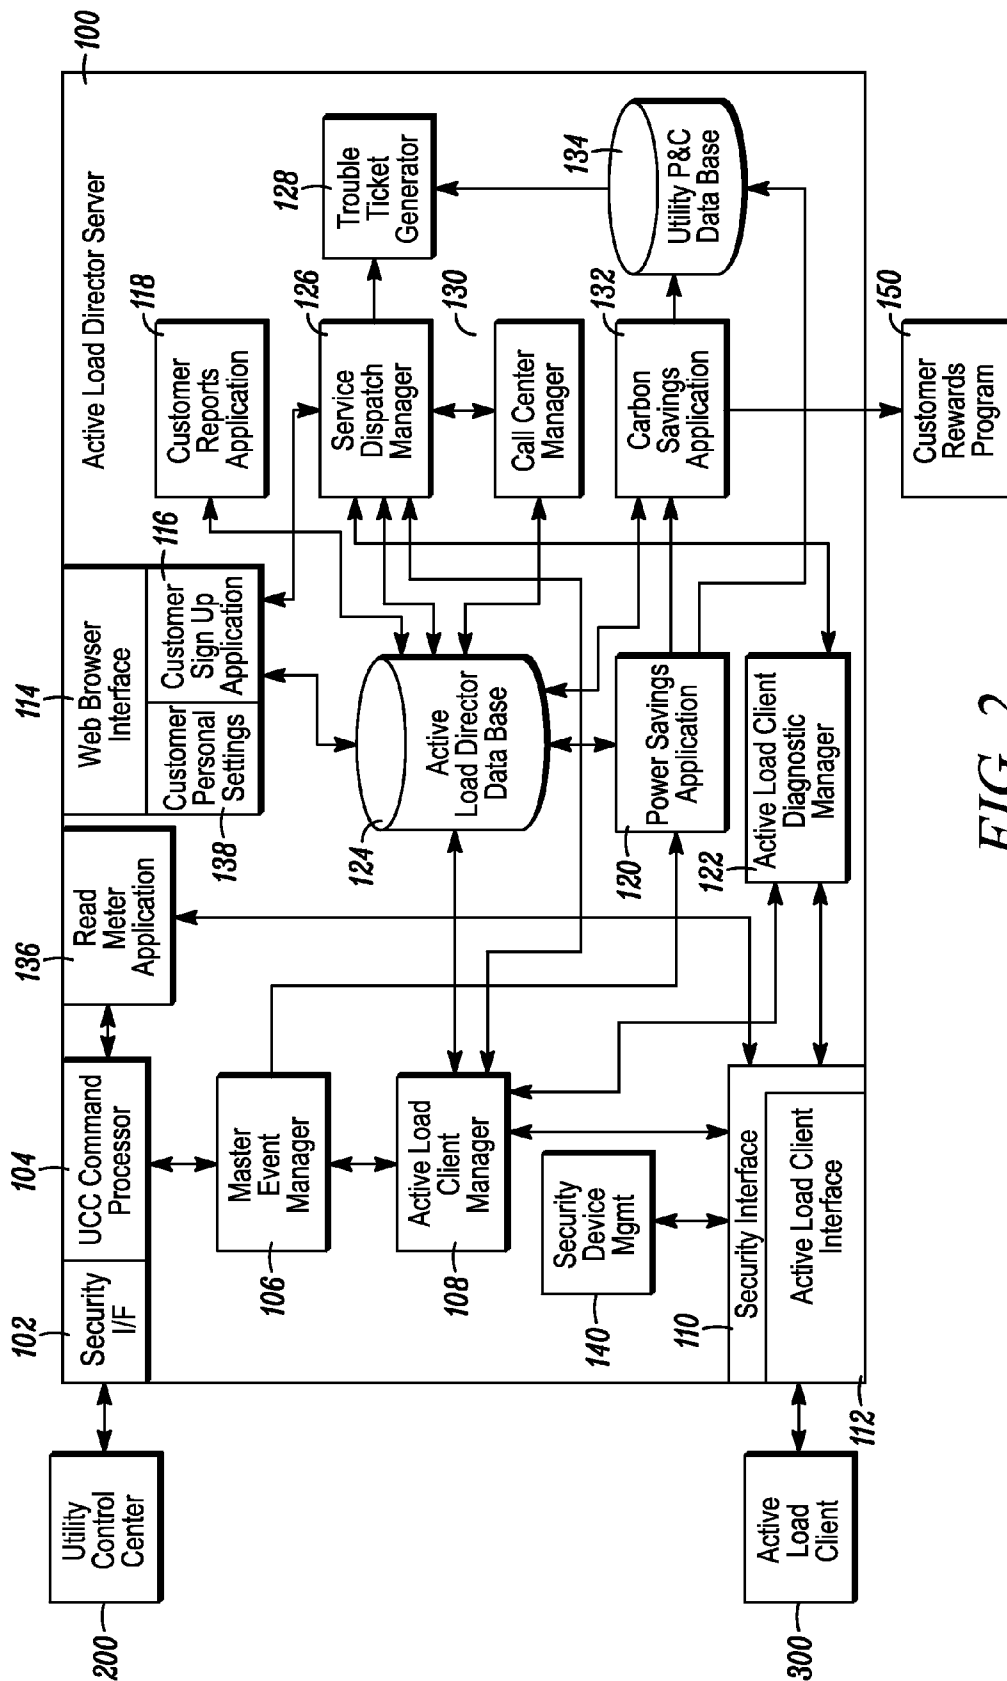 100
Active Load Director Server
114
Web Browser
Interface
116
Customer
Sign Up
Application
Customer
Personal
Settings
138
118
Customer
Reports
Application
126
Service
Dispatch
Manager
128
Trouble
Ticket
Generator
130
Call Center
Manager
132
Carbon
Savings
Application
134
Utility P&C
Data Base
150
Customer
Rewards
Program
136
Read
Meter
Application
124
Active
Load Director
Data Base
120
Power Savings
Application
122
Active Load Client
Diagnostic
Manager
102
Security
I/F
104
UCC Command
Processor
106
Master
Event
Manager
108
Active Load
Client
Manager
140
Security
Device
Mgmt
110
Security Interface
Active Load Client
Interface
112
200
Utility
Control
Center
300
Active
Load
Client
FIG. 2